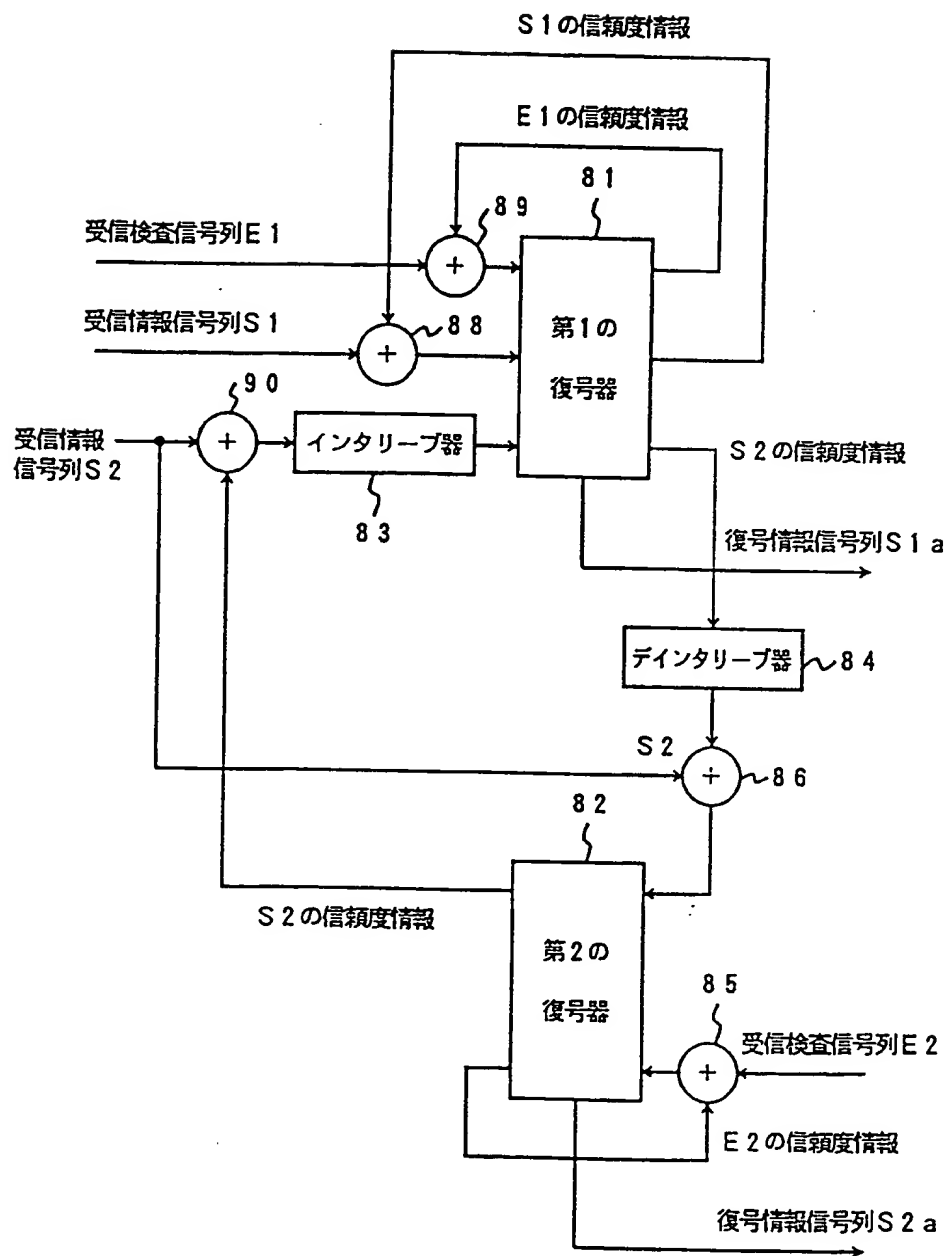 S1の信頼度情報
E1の信頼度情報
81
89
受信検査信号列E1
+
受信情報信号列S1
88
+
第1の
復号器
90
受信情報
信号列S2
+
インタリーブ器
83
S2の信頼度情報
復号情報信号列S1a
デインタリーブ器
84
S2
+
86
82
S2の信頼度情報
第2の
復号器
85
受信検査信号列E2
+
E2の信頼度情報
復号情報信号列S2a